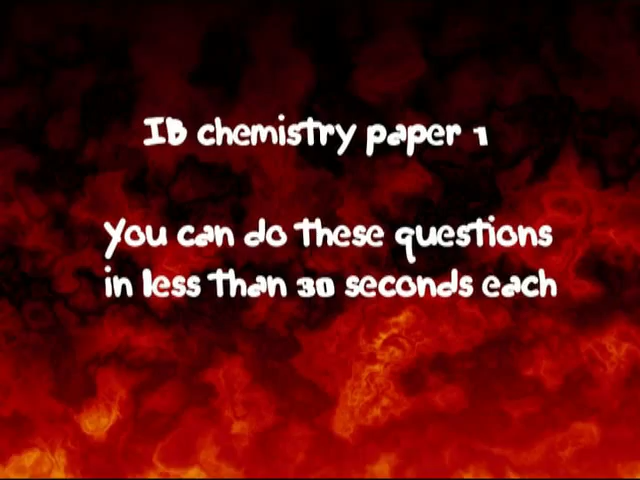 IB chemistry paper 1
You can do these questions
in less than 30 seconds each